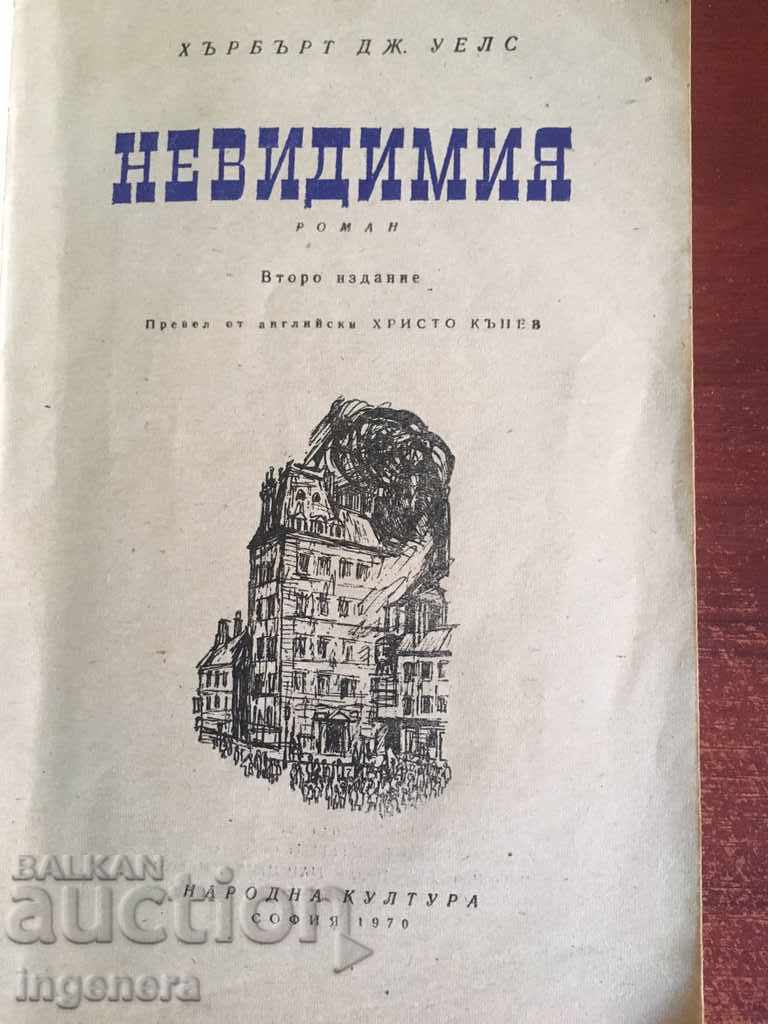 ХЪРБЪРТ ДЖ. УЕЛС
НЕВИДИМИЯ
РОМАН
Второ издание
Превел от английски ХРИСТО КЪНЕВ
НАРОДНА КУЛТУРА
СОФИЯ 1970
BALKAN
auction
ingenera